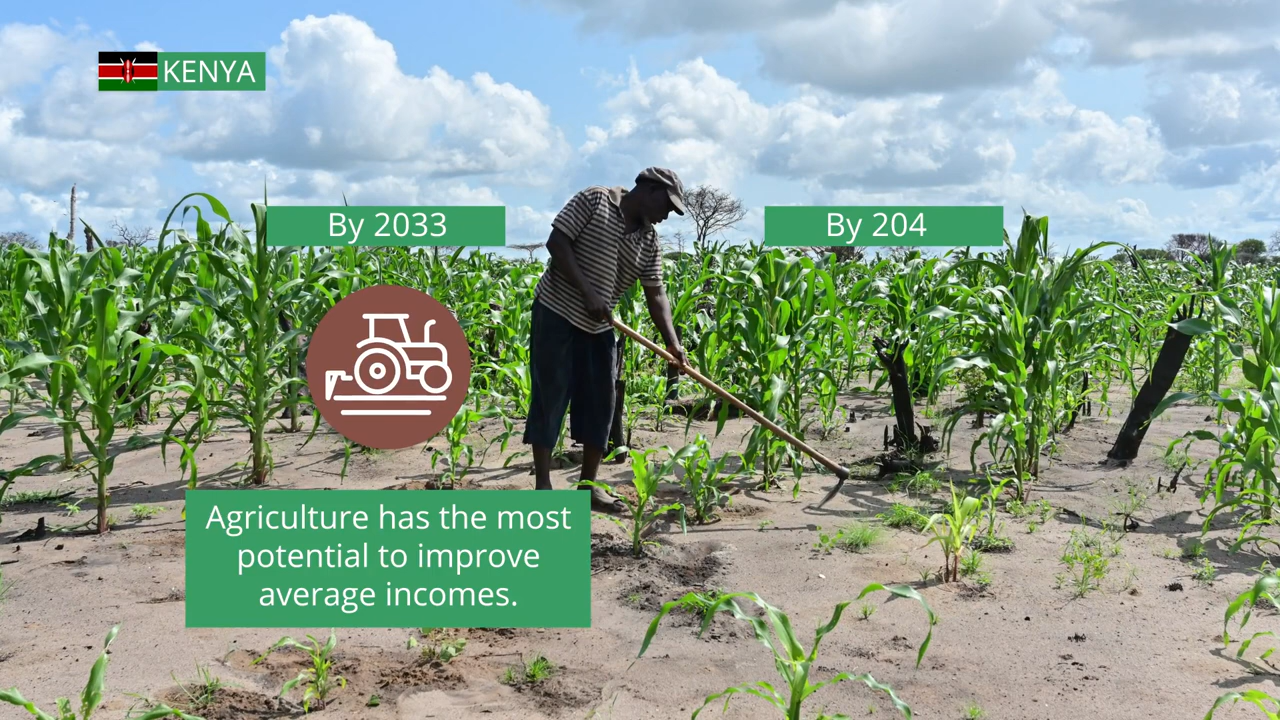 KENYA
By 2033
By 204
Agriculture has the most
potential to improve
average incomes.